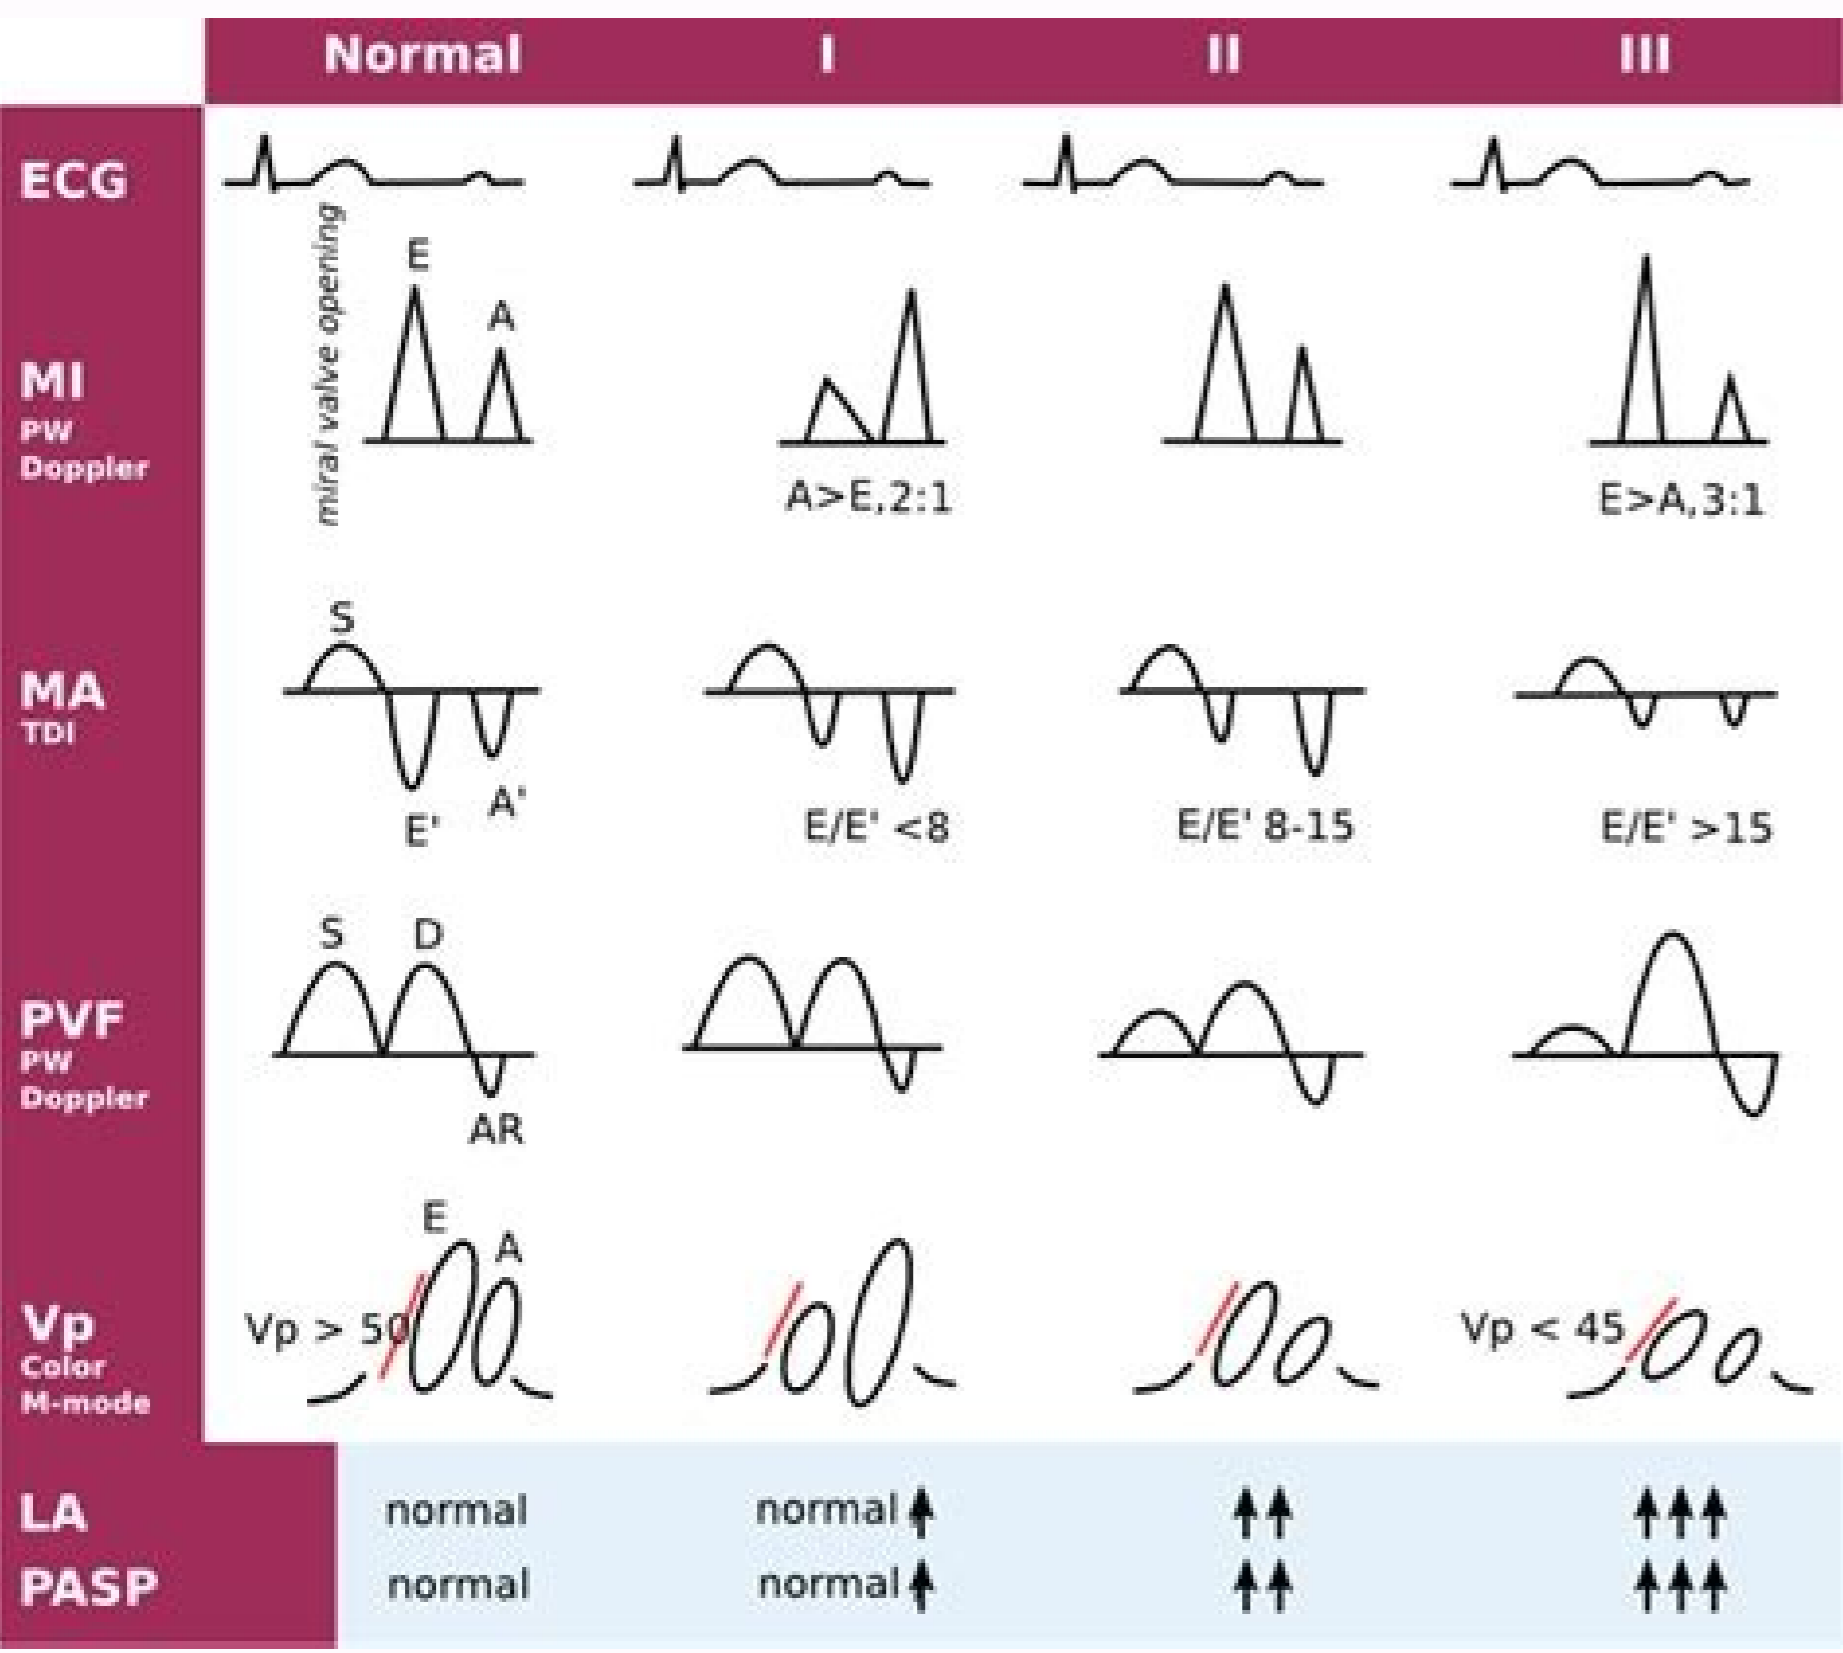 Normal I II III
ECG
miral valve opening
E
A
MI
PW
Doppler
A>E,2:1 E>A,3:1
S
MA
TDI
E' A' E/E' <8 E/E' 8-15 E/E' >15
S D
PVF
PW
Doppler
AR
E
A
Vp > 50 Vp < 45
Vp
Color
M-mode
LA normal normal ↑ ↑↑ ↑↑↑
PASP normal normal ↑ ↑↑ ↑↑↑